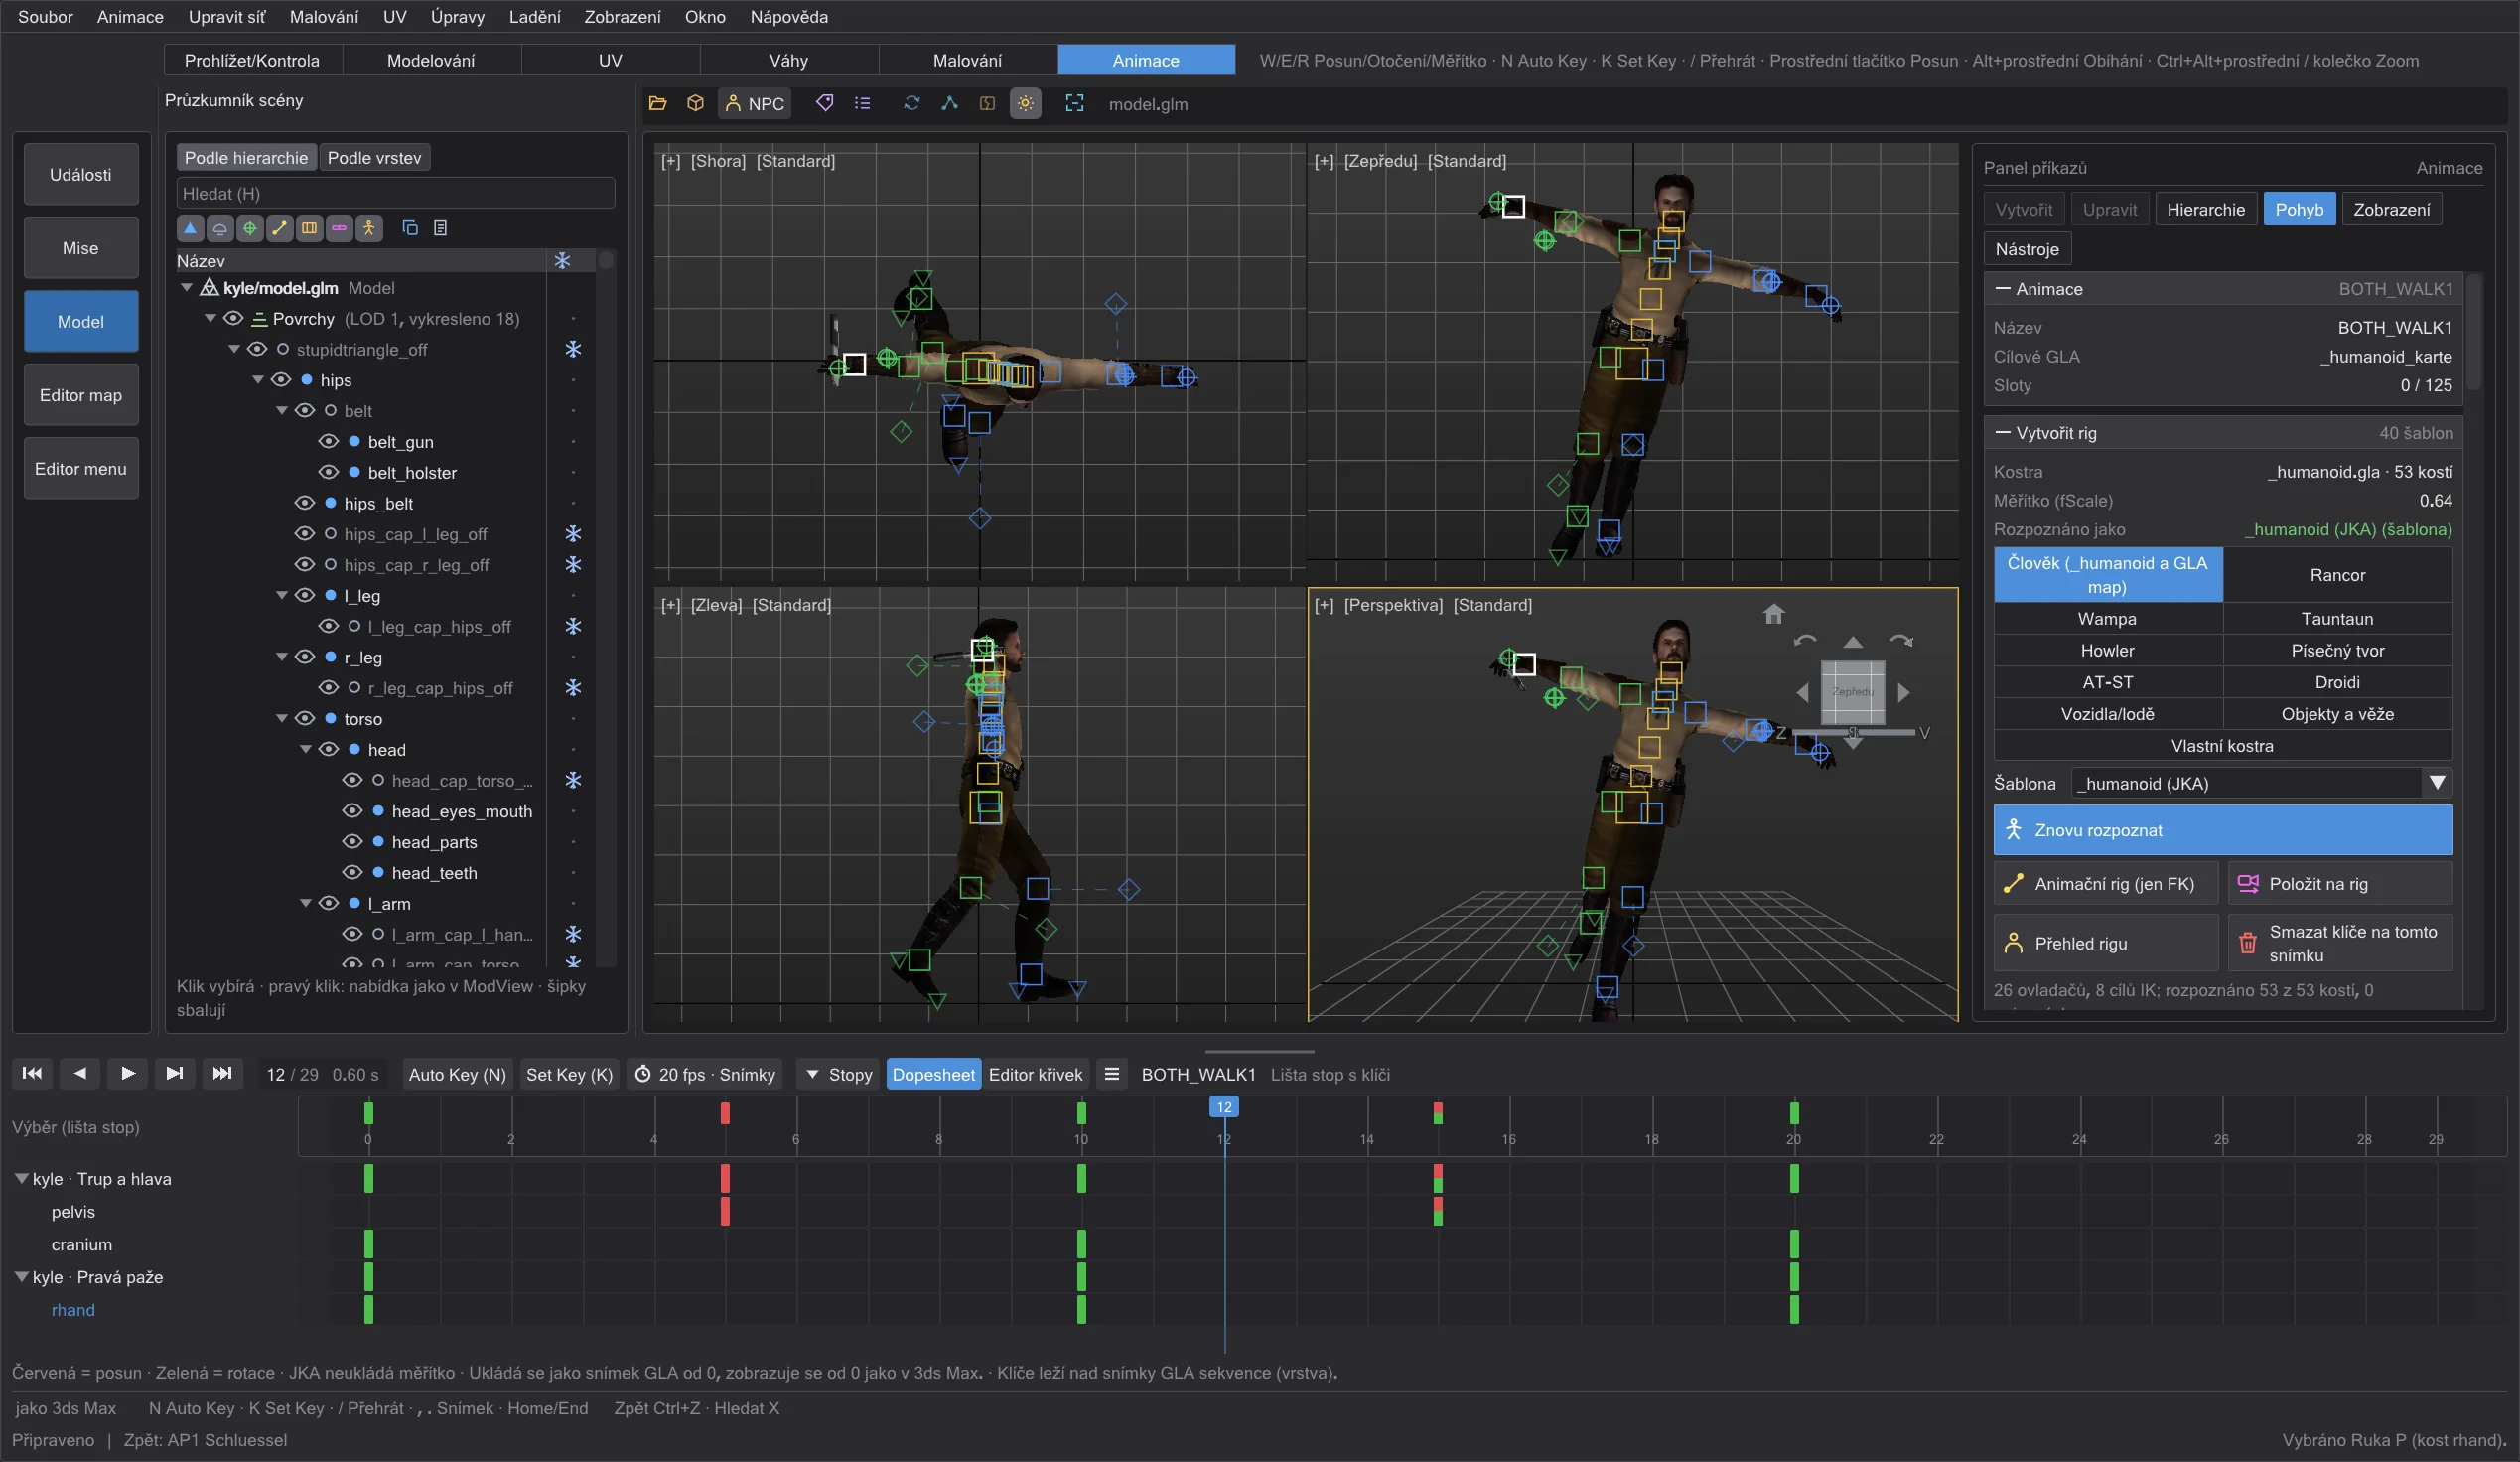 Soubor Animace Upravit síť Malování UV Úpravy Ladění Zobrazení Okno Nápověda
Prohlížet/Kontrola Modelování UV Váhy Malování Animace W/E/R Posun/Otočení/Měřítko · N Auto Key · K Set Key · / Přehrát · Prostřední tlačítko Posun · Alt+prostřední Obíhání · Ctrl+Alt+prostřední / kolečko Zoom
Průzkumník scény
NPC model.glm
Události
Mise
Model
Editor map
Editor menu
Podle hierarchie Podle vrstev
Hledat (H)
Název
kyle/model.glm Model
Povrchy (LOD 1, vykresleno 18)
stupidtriangle_off
hips
belt
belt_gun
belt_holster
hips_belt
hips_cap_l_leg_off
hips_cap_r_leg_off
l_leg
l_leg_cap_hips_off
r_leg
r_leg_cap_hips_off
torso
head
head_cap_torso_...
head_eyes_mouth
head_parts
head_teeth
l_arm
l_arm_cap_l_han...
l_arm_cap_torso
Klik vybírá · pravý klik: nabídka jako v ModView · šipky
sbalují
[+] [Shora] [Standard]
[+] [Zepředu] [Standard]
[+] [Zleva] [Standard]
[+] [Perspektiva] [Standard]
Zepředu
Z S V
Panel příkazů Animace
Vytvořit Upravit Hierarchie Pohyb Zobrazení
Nástroje
Animace BOTH_WALK1
Název BOTH_WALK1
Cílové GLA _humanoid_karte
Sloty 0 / 125
Vytvořit rig 40 šablon
Kostra _humanoid.gla · 53 kostí
Měřítko (fScale) 0.64
Rozpoznáno jako _humanoid (JKA) (šablona)
Člověk (_humanoid a GLA
map)
Rancor
Wampa Tauntaun
Howler Písečný tvor
AT-ST Droidi
Vozidla/lodě Objekty a věže
Vlastní kostra
Šablona _humanoid (JKA)
Znovu rozpoznat
Animační rig (jen FK) Položit na rig
Přehled rigu Smazat klíče na tomto
snímku
26 ovladačů, 8 cílů IK; rozpoznáno 53 z 53 kostí, 0
12 / 29 0.60 s Auto Key (N) Set Key (K) 20 fps · Snímky Stopy Dopesheet Editor křivek BOTH_WALK1 Lišta stop s klíči
12
Výběr (lišta stop)
0 2 4 6 8 10 12 14 16 18 20 22 24 26 28 29
kyle · Trup a hlava
pelvis
cranium
kyle · Pravá paže
rhand
Červená = posun · Zelená = rotace · JKA neukládá měřítko · Ukládá se jako snímek GLA od 0, zobrazuje se od 0 jako v 3ds Max. · Klíče leží nad snímky GLA sekvence (vrstva).
jako 3ds Max N Auto Key · K Set Key · / Přehrát · , . Snímek · Home/End Zpět Ctrl+Z · Hledat X
Připraveno | Zpět: AP1 Schluessel
Vybráno Ruka P (kost rhand).